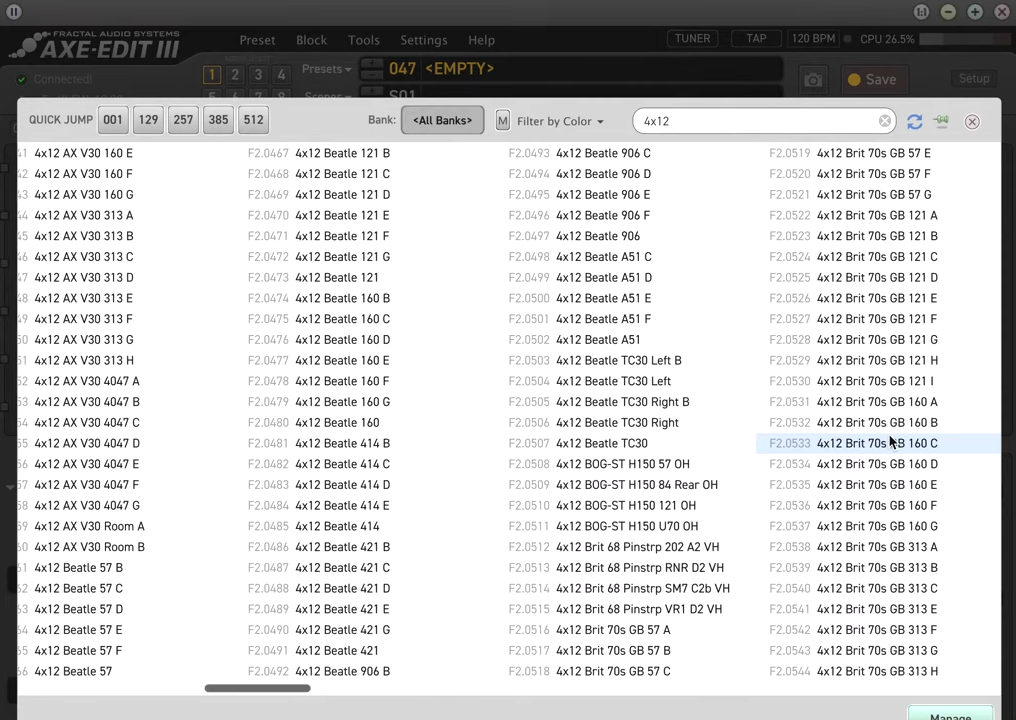 1:1
FRACTAL AUDIO SYSTEMS
AXE-EDIT III
Preset Block Tools Settings Help
TUNER TAP 120 BPM CPU 26.5%
Connected!
1 2 3 4 Presets 047 <EMPTY>
Save
Setup
QUICK JUMP 001 129 257 385 512 Bank: <All Banks> M Filter by Color 4x12
41 4x12 AX V30 160 E
42 4x12 AX V30 160 F
43 4x12 AX V30 160 G
44 4x12 AX V30 313 A
45 4x12 AX V30 313 B
46 4x12 AX V30 313 C
47 4x12 AX V30 313 D
48 4x12 AX V30 313 E
49 4x12 AX V30 313 F
50 4x12 AX V30 313 G
51 4x12 AX V30 313 H
52 4x12 AX V30 4047 A
53 4x12 AX V30 4047 B
54 4x12 AX V30 4047 C
55 4x12 AX V30 4047 D
56 4x12 AX V30 4047 E
57 4x12 AX V30 4047 F
58 4x12 AX V30 4047 G
59 4x12 AX V30 Room A
60 4x12 AX V30 Room B
61 4x12 Beatle 57 B
62 4x12 Beatle 57 C
63 4x12 Beatle 57 D
64 4x12 Beatle 57 E
65 4x12 Beatle 57 F
66 4x12 Beatle 57
F2.0467 4x12 Beatle 121 B
F2.0468 4x12 Beatle 121 C
F2.0469 4x12 Beatle 121 D
F2.0470 4x12 Beatle 121 E
F2.0471 4x12 Beatle 121 F
F2.0472 4x12 Beatle 121 G
F2.0473 4x12 Beatle 121
F2.0474 4x12 Beatle 160 B
F2.0475 4x12 Beatle 160 C
F2.0476 4x12 Beatle 160 D
F2.0477 4x12 Beatle 160 E
F2.0478 4x12 Beatle 160 F
F2.0479 4x12 Beatle 160 G
F2.0480 4x12 Beatle 160
F2.0481 4x12 Beatle 414 B
F2.0482 4x12 Beatle 414 C
F2.0483 4x12 Beatle 414 D
F2.0484 4x12 Beatle 414 E
F2.0485 4x12 Beatle 414
F2.0486 4x12 Beatle 421 B
F2.0487 4x12 Beatle 421 C
F2.0488 4x12 Beatle 421 D
F2.0489 4x12 Beatle 421 E
F2.0490 4x12 Beatle 421 G
F2.0491 4x12 Beatle 421
F2.0492 4x12 Beatle 906 B
F2.0493 4x12 Beatle 906 C
F2.0494 4x12 Beatle 906 D
F2.0495 4x12 Beatle 906 E
F2.0496 4x12 Beatle 906 F
F2.0497 4x12 Beatle 906
F2.0498 4x12 Beatle A51 C
F2.0499 4x12 Beatle A51 D
F2.0500 4x12 Beatle A51 E
F2.0501 4x12 Beatle A51 F
F2.0502 4x12 Beatle A51
F2.0503 4x12 Beatle TC30 Left B
F2.0504 4x12 Beatle TC30 Left
F2.0505 4x12 Beatle TC30 Right B
F2.0506 4x12 Beatle TC30 Right
F2.0507 4x12 Beatle TC30
F2.0508 4x12 BOG-ST H150 57 OH
F2.0509 4x12 BOG-ST H150 84 Rear OH
F2.0510 4x12 BOG-ST H150 121 OH
F2.0511 4x12 BOG-ST H150 U70 OH
F2.0512 4x12 Brit 68 Pinstrp 202 A2 VH
F2.0513 4x12 Brit 68 Pinstrp RNR D2 VH
F2.0514 4x12 Brit 68 Pinstrp SM7 C2b VH
F2.0515 4x12 Brit 68 Pinstrp VR1 D2 VH
F2.0516 4x12 Brit 70s GB 57 A
F2.0517 4x12 Brit 70s GB 57 B
F2.0518 4x12 Brit 70s GB 57 C
F2.0519 4x12 Brit 70s GB 57 E
F2.0520 4x12 Brit 70s GB 57 F
F2.0521 4x12 Brit 70s GB 57 G
F2.0522 4x12 Brit 70s GB 121 A
F2.0523 4x12 Brit 70s GB 121 B
F2.0524 4x12 Brit 70s GB 121 C
F2.0525 4x12 Brit 70s GB 121 D
F2.0526 4x12 Brit 70s GB 121 E
F2.0527 4x12 Brit 70s GB 121 F
F2.0528 4x12 Brit 70s GB 121 G
F2.0529 4x12 Brit 70s GB 121 H
F2.0530 4x12 Brit 70s GB 121 I
F2.0531 4x12 Brit 70s GB 160 A
F2.0532 4x12 Brit 70s GB 160 B
F2.0533 4x12 Brit 70s GB 160 C
F2.0534 4x12 Brit 70s GB 160 D
F2.0535 4x12 Brit 70s GB 160 E
F2.0536 4x12 Brit 70s GB 160 F
F2.0537 4x12 Brit 70s GB 160 G
F2.0538 4x12 Brit 70s GB 313 A
F2.0539 4x12 Brit 70s GB 313 B
F2.0540 4x12 Brit 70s GB 313 C
F2.0541 4x12 Brit 70s GB 313 E
F2.0542 4x12 Brit 70s GB 313 F
F2.0543 4x12 Brit 70s GB 313 G
F2.0544 4x12 Brit 70s GB 313 H
Manage